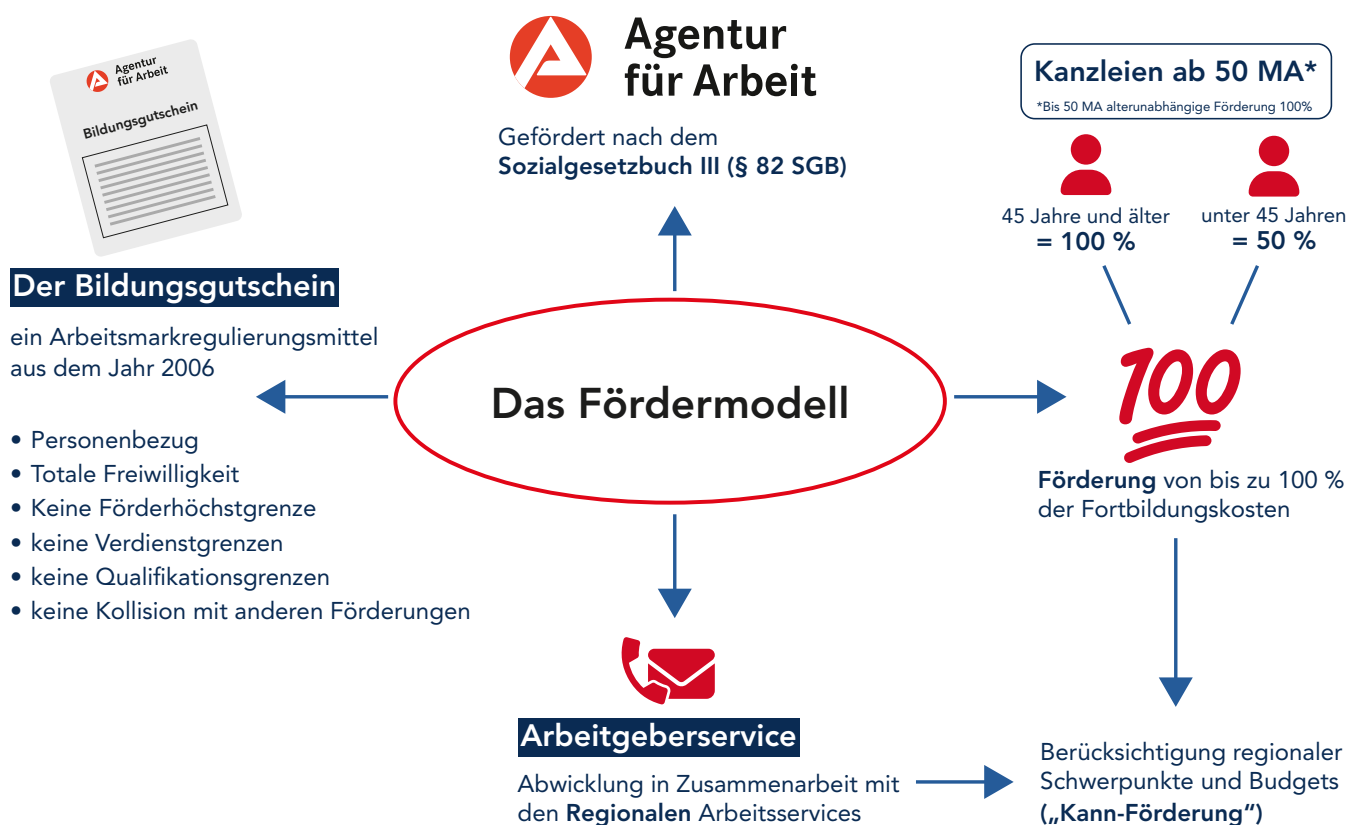 Agentur
für Arbeit
Bildungsgutschein
Der Bildungsgutschein
ein Arbeitsmarkregulierungsmittel
aus dem Jahr 2006
• Personenbezug
• Totale Freiwilligkeit
• Keine Förderhöchstgrenze
• keine Verdienstgrenzen
• keine Qualifikationsgrenzen
• keine Kollision mit anderen Förderungen
Agentur
für Arbeit
Gefördert nach dem
Sozialgesetzbuch III (§ 82 SGB)
Das Fördermodell
Kanzleien ab 50 MA*
*Bis 50 MA alterunabhängige Förderung 100%
45 Jahre und älter
= 100 %
unter 45 Jahren
= 50 %
100
Förderung von bis zu 100 %
der Fortbildungskosten
Arbeitgeberservice
Abwicklung in Zusammenarbeit mit
den Regionalen Arbeitsservices
Berücksichtigung regionaler
Schwerpunkte und Budgets
(„Kann-Förderung“)